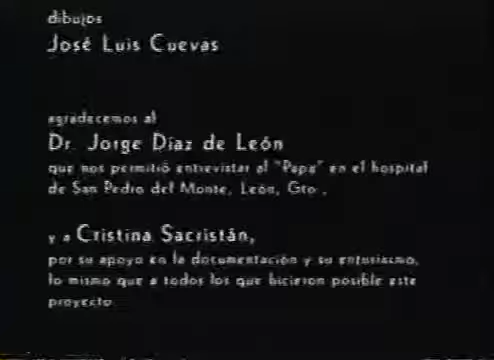 dibujos
José Luis Cuevas
agradecemos al
Dr. Jorge Díaz de León
que nos permitió entrevistar al "Papa" en el hospital
de San Pedro del Monte, León, Gto.,
y a Cristina Sacristán,
por su apoyo en la documentación y su entusiasmo,
lo mismo que a todos los que hicieron posible este
proyecto.